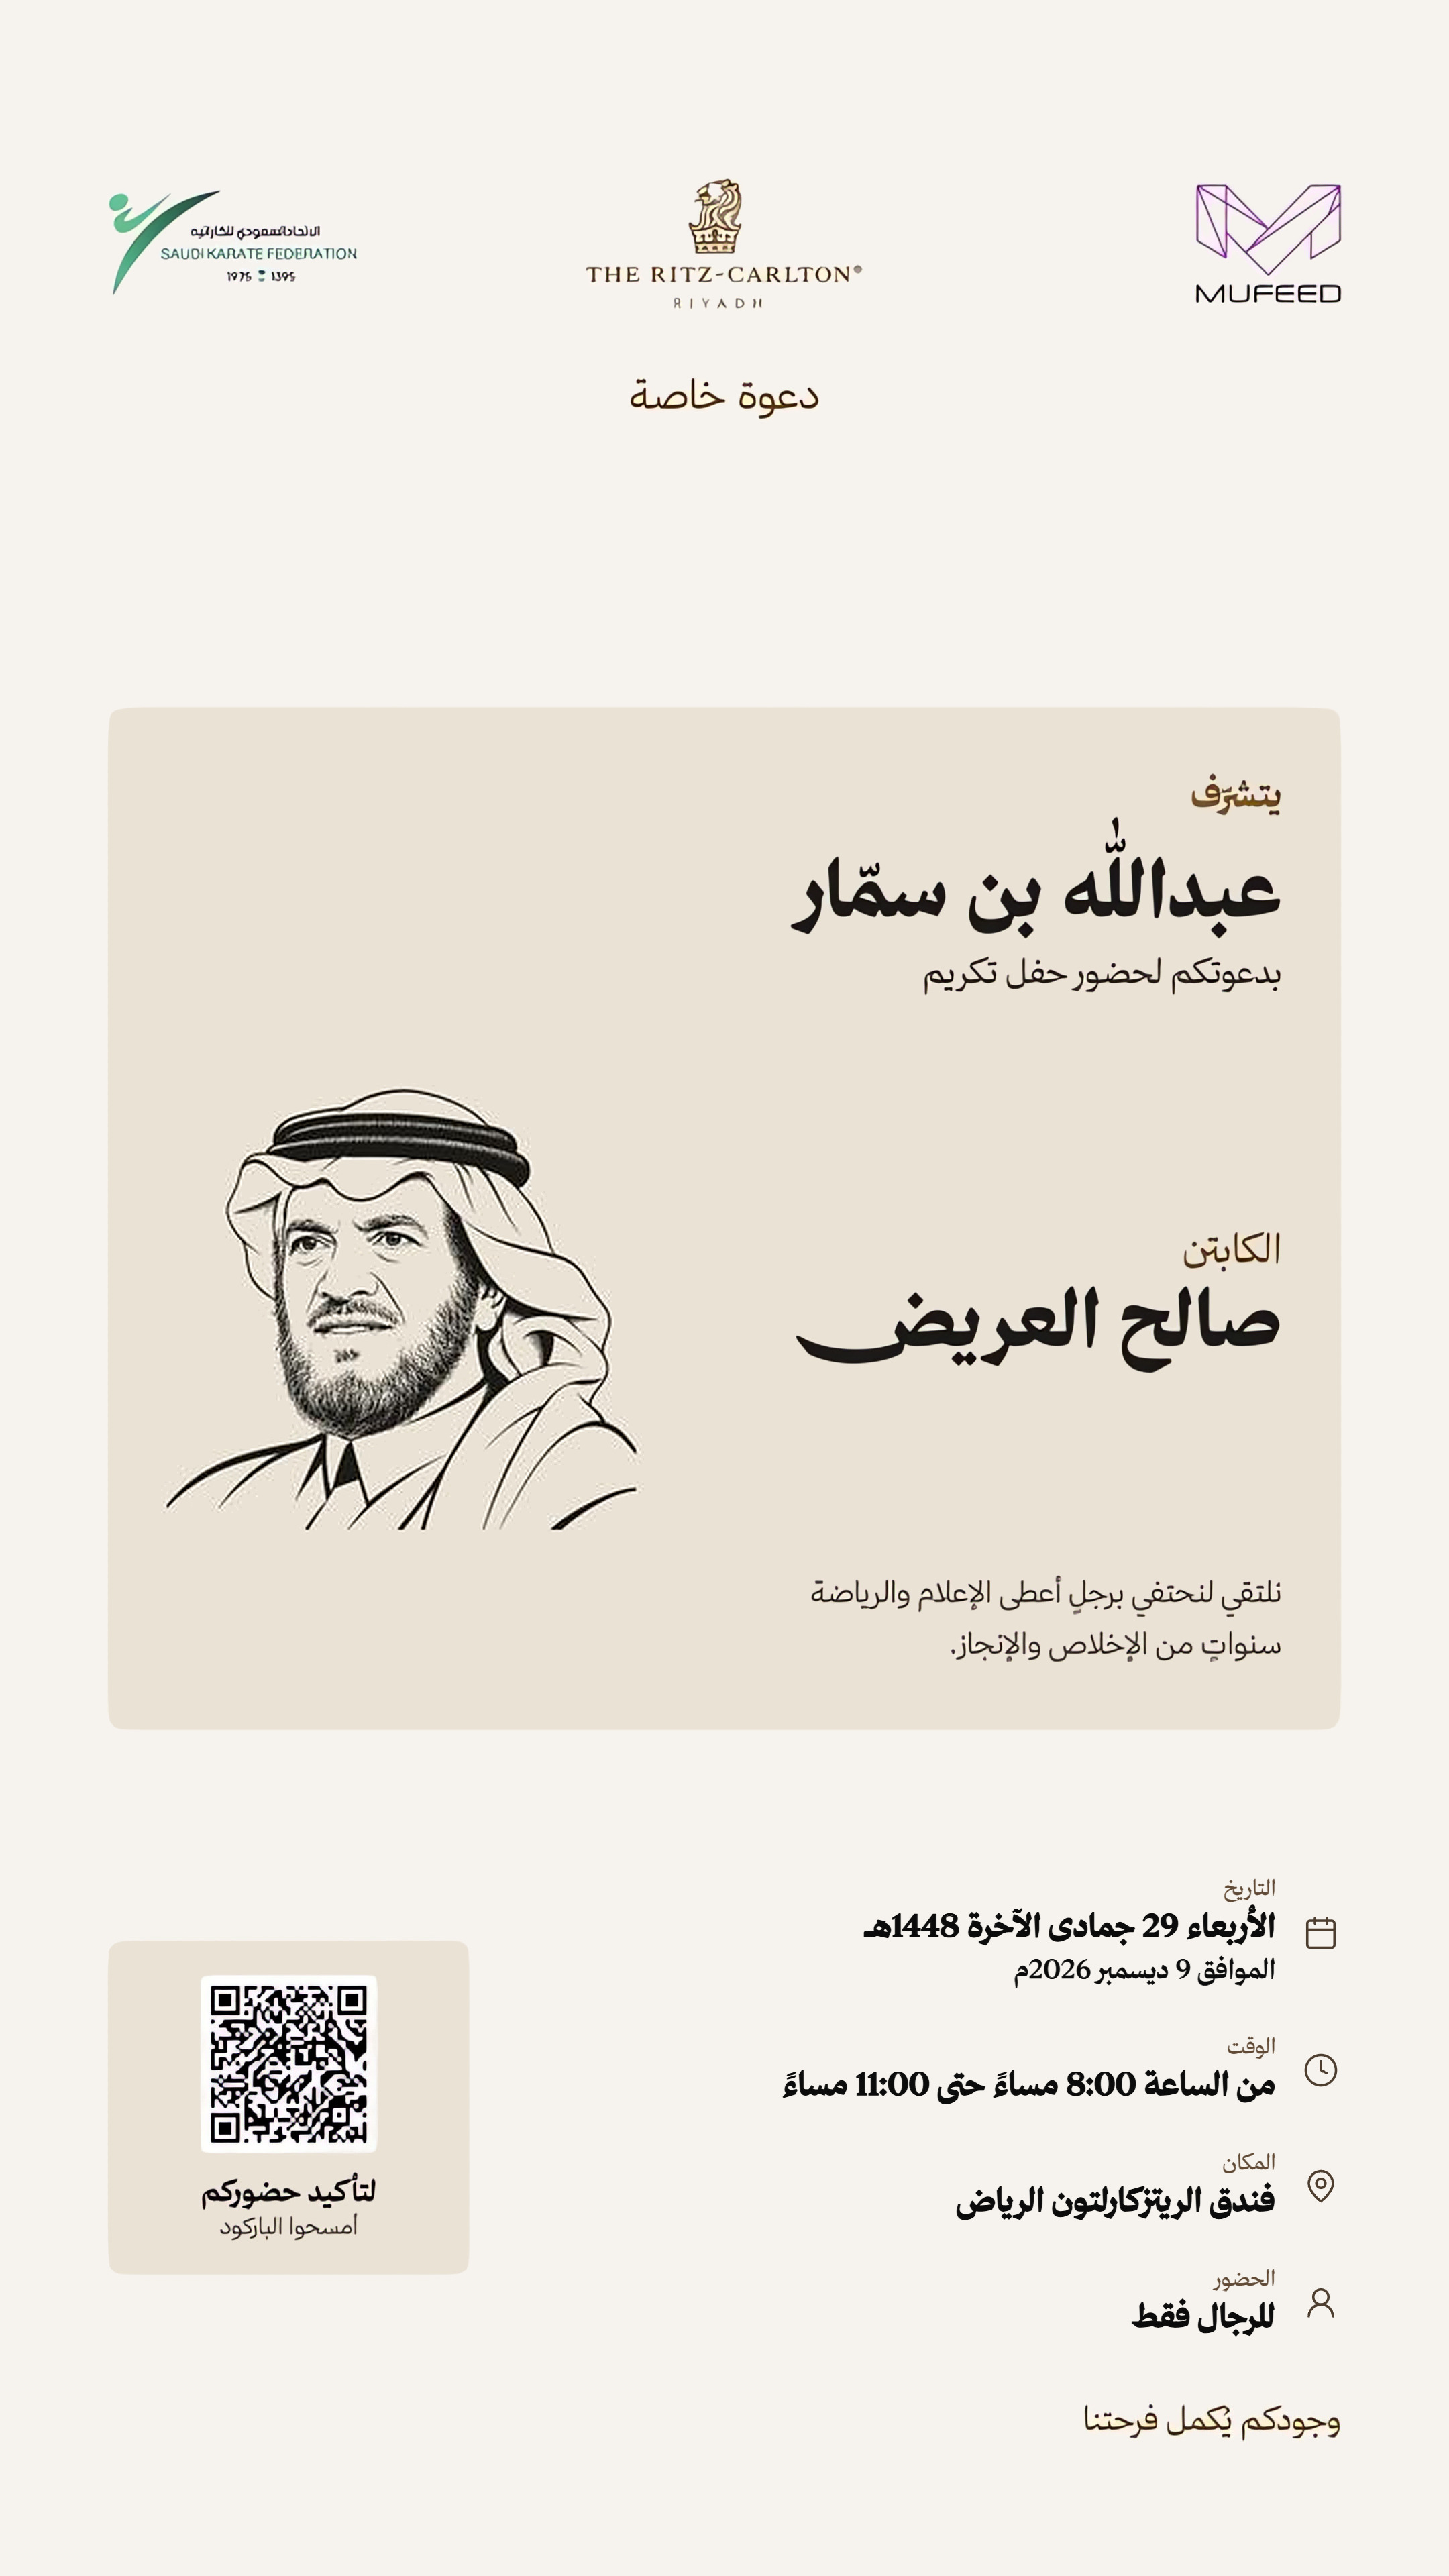 الاتحاد السعودي للكاراتيه
SAUDI KARATE FEDERATION
1975 1395
THE RITZ-CARLTON®
RIYADH
MUFEED
دعوة خاصة
يتشرّف
عبدالله بن سمّار
بدعوتكم لحضور حفل تكريم
الكابتن
صالح العريض
نلتقي لنحتفي برجلٍ أعطى الإعلام والرياضة
سنواتٍ من الإخلاص والإنجاز.
التاريخ
الأربعاء 29 جمادى الآخرة 1448هـ
الموافق 9 ديسمبر 2026م
الوقت
من الساعة 8:00 مساءً حتى 11:00 مساءً
المكان
فندق الريتزكارلتون الرياض
الحضور
للرجال فقط
لتأكيد حضوركم
أمسحوا الباركود
وجودكم يُكمل فرحتنا